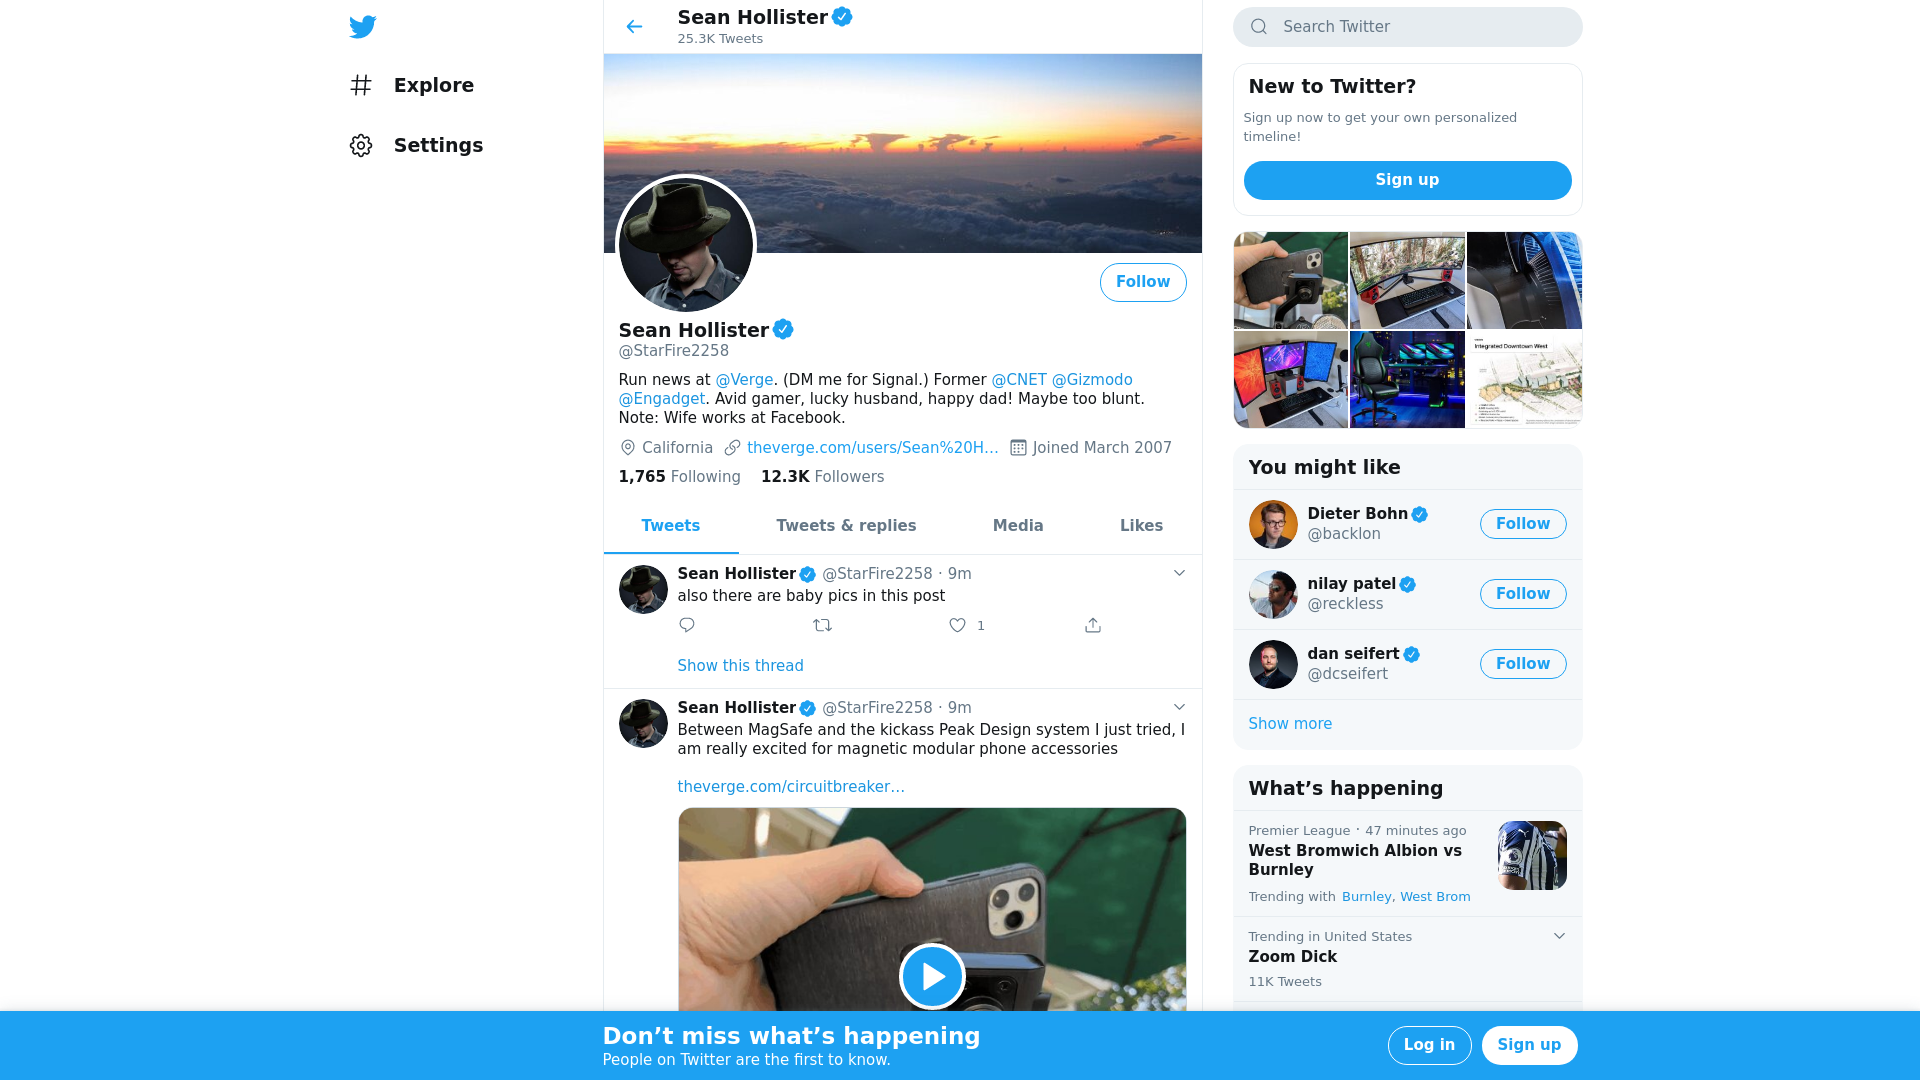 Explore
Settings
Sean Hollister
25.3K Tweets
Follow
Sean Hollister
@StarFire2258
Run news at @Verge. (DM me for Signal.) Former @CNET @Gizmodo
@Engadget. Avid gamer, lucky husband, happy dad! Maybe too blunt.
Note: Wife works at Facebook.
California theverge.com/users/Sean%20H… Joined March 2007
1,765 Following 12.3K Followers
Tweets Tweets & replies Media Likes
Sean Hollister @StarFire2258 · 9m
also there are baby pics in this post
1
Show this thread
Sean Hollister @StarFire2258 · 9m
Between MagSafe and the kickass Peak Design system I just tried, I
am really excited for magnetic modular phone accessories
theverge.com/circuitbreaker…
Search Twitter
New to Twitter?
Sign up now to get your own personalized
timeline!
Sign up
Integrated Downtown West
You might like
Dieter Bohn
@backlon
Follow
nilay patel
@reckless
Follow
dan seifert
@dcseifert
Follow
Show more
What’s happening
Premier League · 47 minutes ago
West Bromwich Albion vs
Burnley
Trending with Burnley, West Brom
Trending in United States
Zoom Dick
11K Tweets
Don’t miss what’s happening
People on Twitter are the first to know.
Log in
Sign up